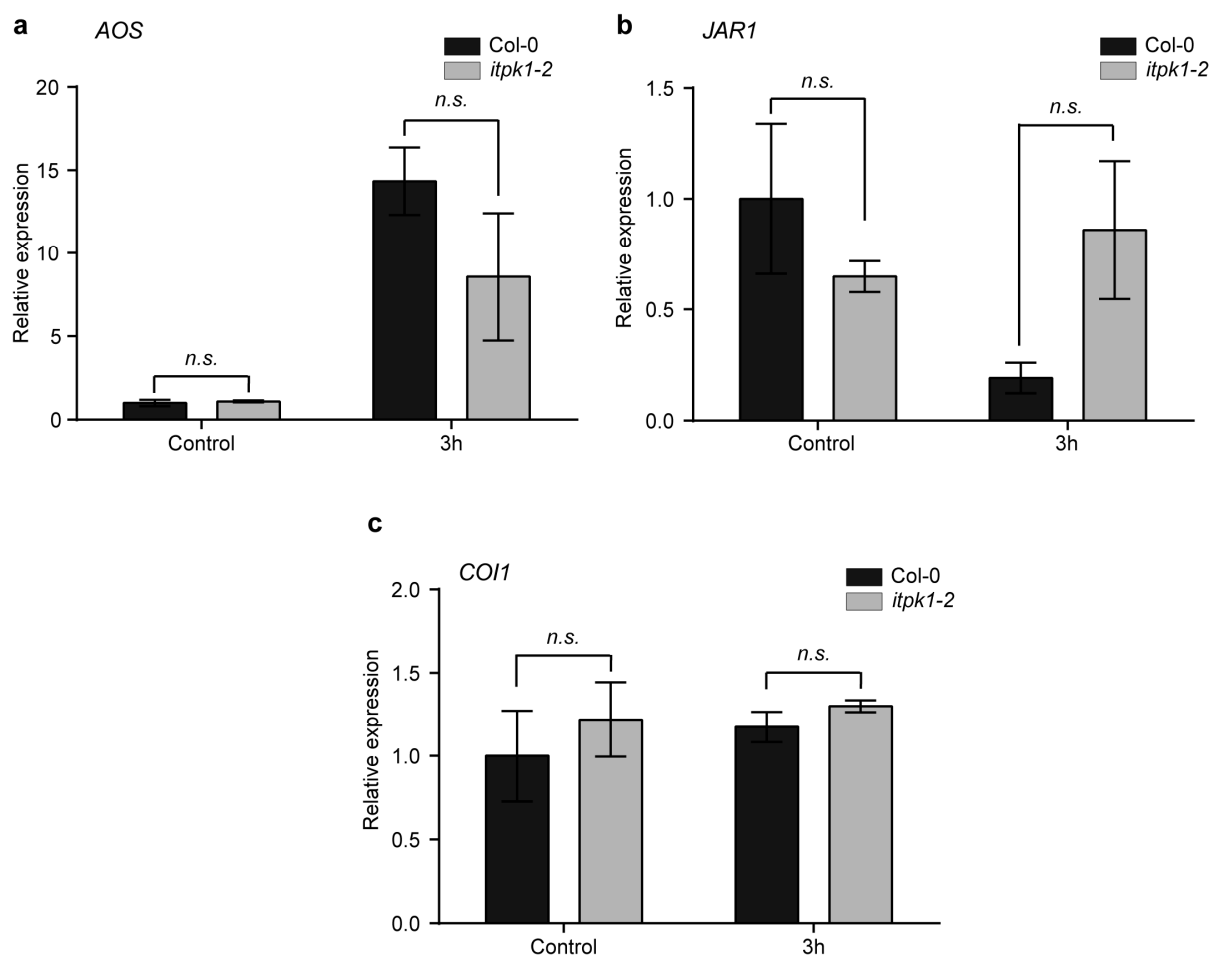 a
AOS
Col-0
itpk1-2
Relative expression
20
15
10
5
0
n.s.
n.s.
Control
3h
b
JAR1
Col-0
itpk1-2
Relative expression
1.5
1.0
0.5
0.0
n.s.
n.s.
Control
3h
c
COI1
Col-0
itpk1-2
Relative expression
2.0
1.5
1.0
0.5
0.0
n.s.
n.s.
Control
3h